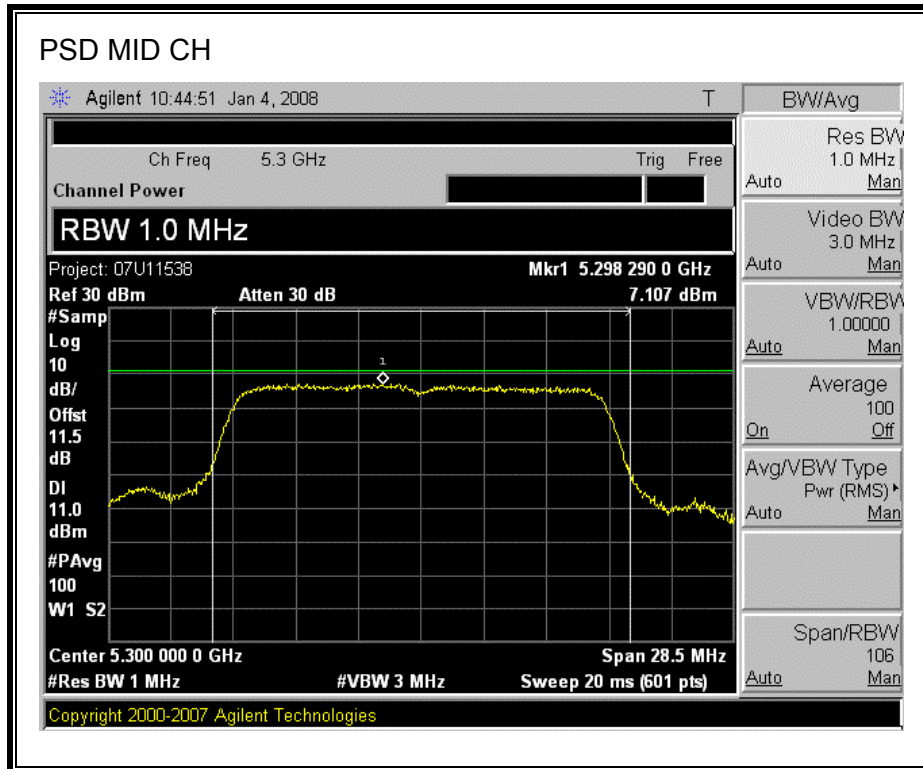 PSD MID CH
Agilent 10:44:51 Jan 4, 2008 T
BW/Avg
Ch Freq 5.3 GHz Trig Free
Channel Power
RBW 1.0 MHz
Project: 07U11538 Mkr1 5.298 290 0 GHz
Ref 30 dBm Atten 30 dB 7.107 dBm
#Samp
Log
10
dB/
Offst
11.5
dB
DI
11.0
dBm
#PAvg
100
W1 S2
1
Center 5.300 000 0 GHz Span 28.5 MHz
#Res BW 1 MHz #VBW 3 MHz Sweep 20 ms (601 pts)
Copyright 2000-2007 Agilent Technologies
Res BW
1.0 MHz
Auto Man
Video BW
3.0 MHz
Auto Man
VBW/RBW
1.00000
Auto Man
Average
100
On Off
Avg/VBW Type
Pwr (RMS)
Auto Man
Span/RBW
106
Auto Man